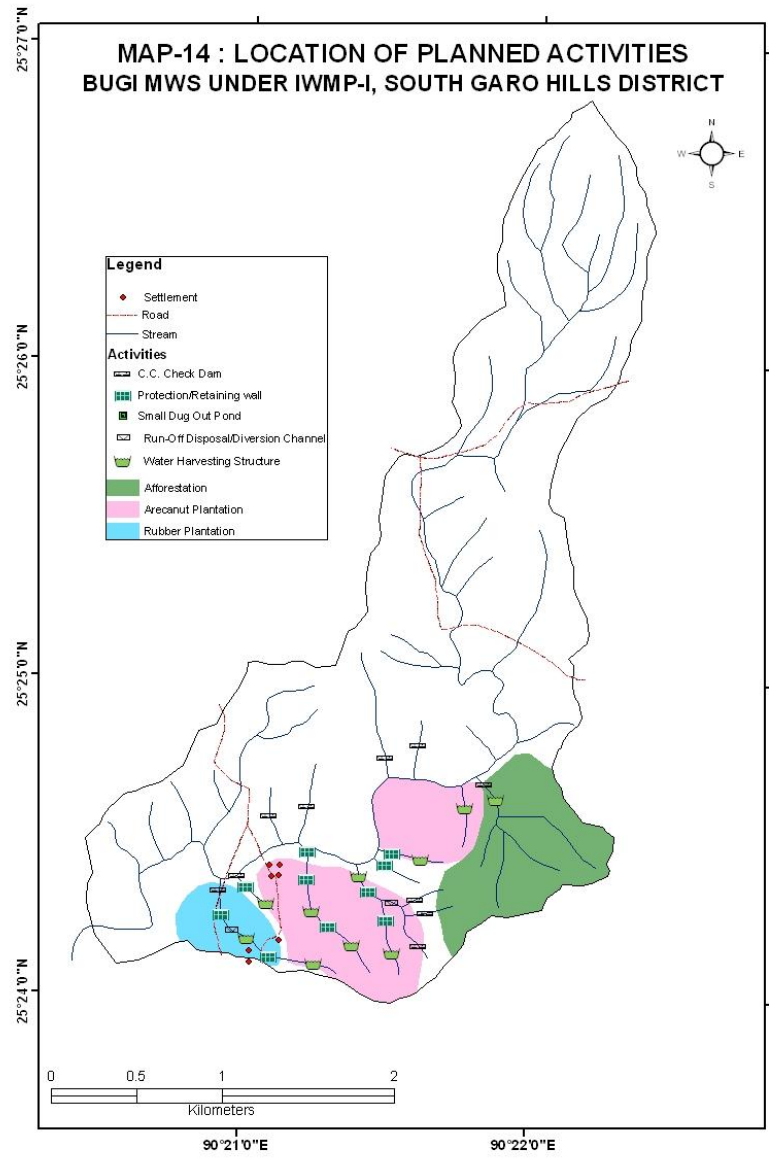 MAP-14 : LOCATION OF PLANNED ACTIVITIES
BUGI MWS UNDER IWMP-I, SOUTH GARO HILLS DISTRICT
25°27'0"N
N
W
E
S
Legend
Settlement
Road
Stream
Activities
C.C. Check Dam
Protection/Retaining wall
Small Dug Out Pond
Run-Off Disposal/Diversion Channel
Water Harvesting Structure
Afforestation
Arecanut Plantation
Rubber Plantation
25°26'0"N
25°25'0"N
25°24'0"N
0 0.5 1 2
Kilometers
90°21'0"E
90°22'0"E